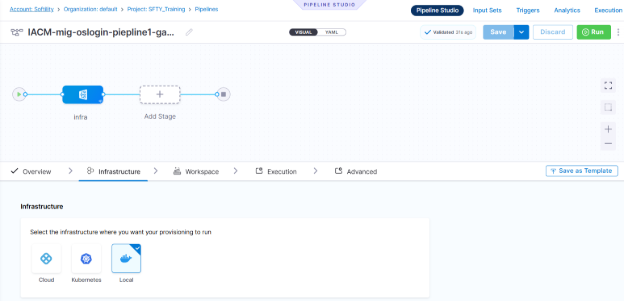 PIPELINE STUDIO
Account: Softility > Organization: default > Project: SFTY_Training > Pipelines
Pipeline Studio Input Sets Triggers Analytics Execution
IACM-mig-oslogin-piepline1-ga...
VISUAL YAML
Validated 21s ago
Save
Discard
Run
Infra
Add Stage
Overview > Infrastructure > Workspace > Execution > Advanced
Save as Template
Infrastructure
Select the infrastructure where you want your provisioning to run
Cloud Kubernetes Local